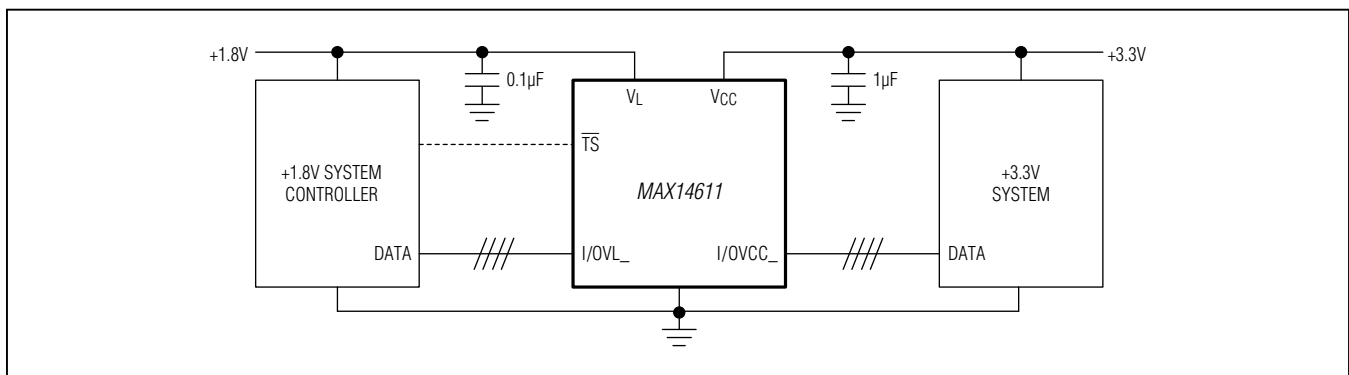 +1.8V
+3.3V
0.1µF
1µF
VL
VCC
TS
+1.8V SYSTEM
CONTROLLER
MAX14611
+3.3V
SYSTEM
DATA
I/OVL_
I/OVCC_
DATA